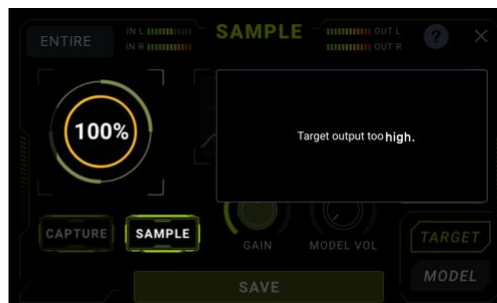 ENTIRE
IN L
IN R
SAMPLE
OUT L
OUT R
?
×
100%
Target output too high.
CAPTURE
SAMPLE
GAIN
MODEL VOL
TARGET
MODEL
SAVE